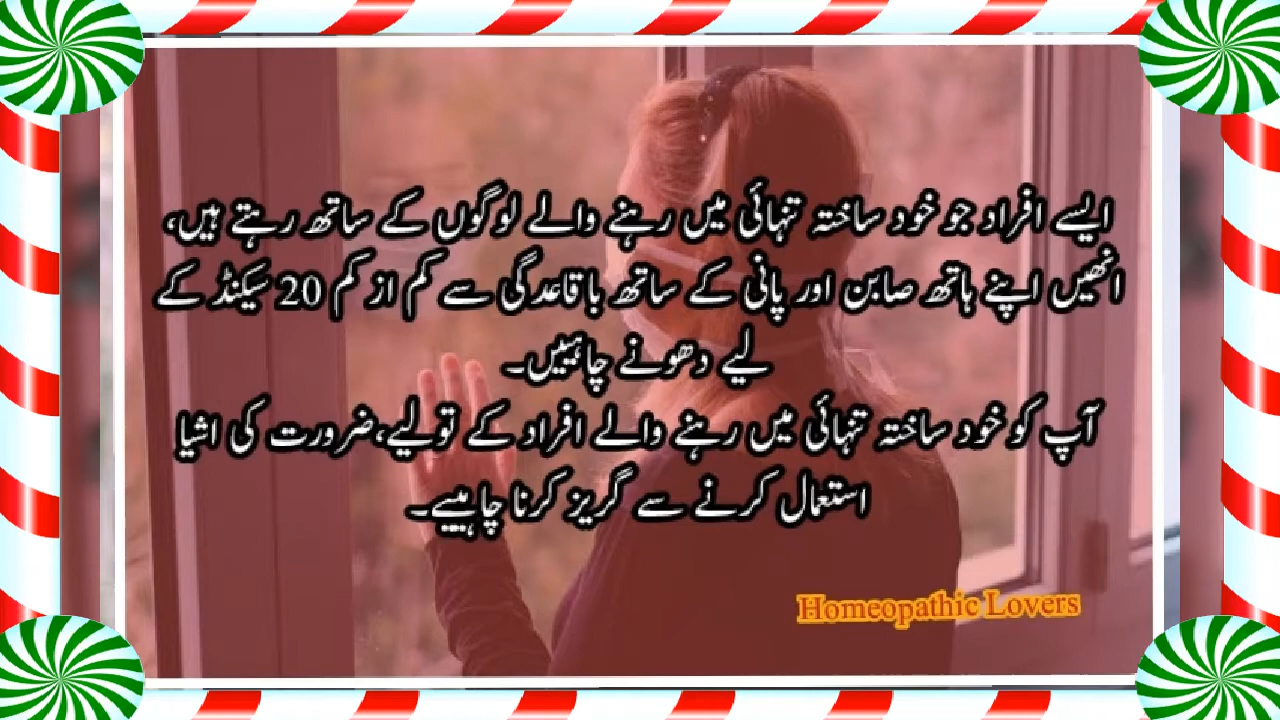 ایسے افراد جو خود ساختہ تنہائی میں رہنے والے لوگوں کے ساتھ رہتے ہیں،
انھیں اپنے ہاتھ صابن اور پانی کے ساتھ باقاعدگی سے کم از کم 20 سیکنڈ کے
لیے دھونے چاہییں۔
آپ کو خود ساختہ تنہائی میں رہنے والے افراد کے تولیے،ضرورت کی اشیا
استعمال کرنے سے گریز کرنا چاہییے۔
Homeopathic Lovers